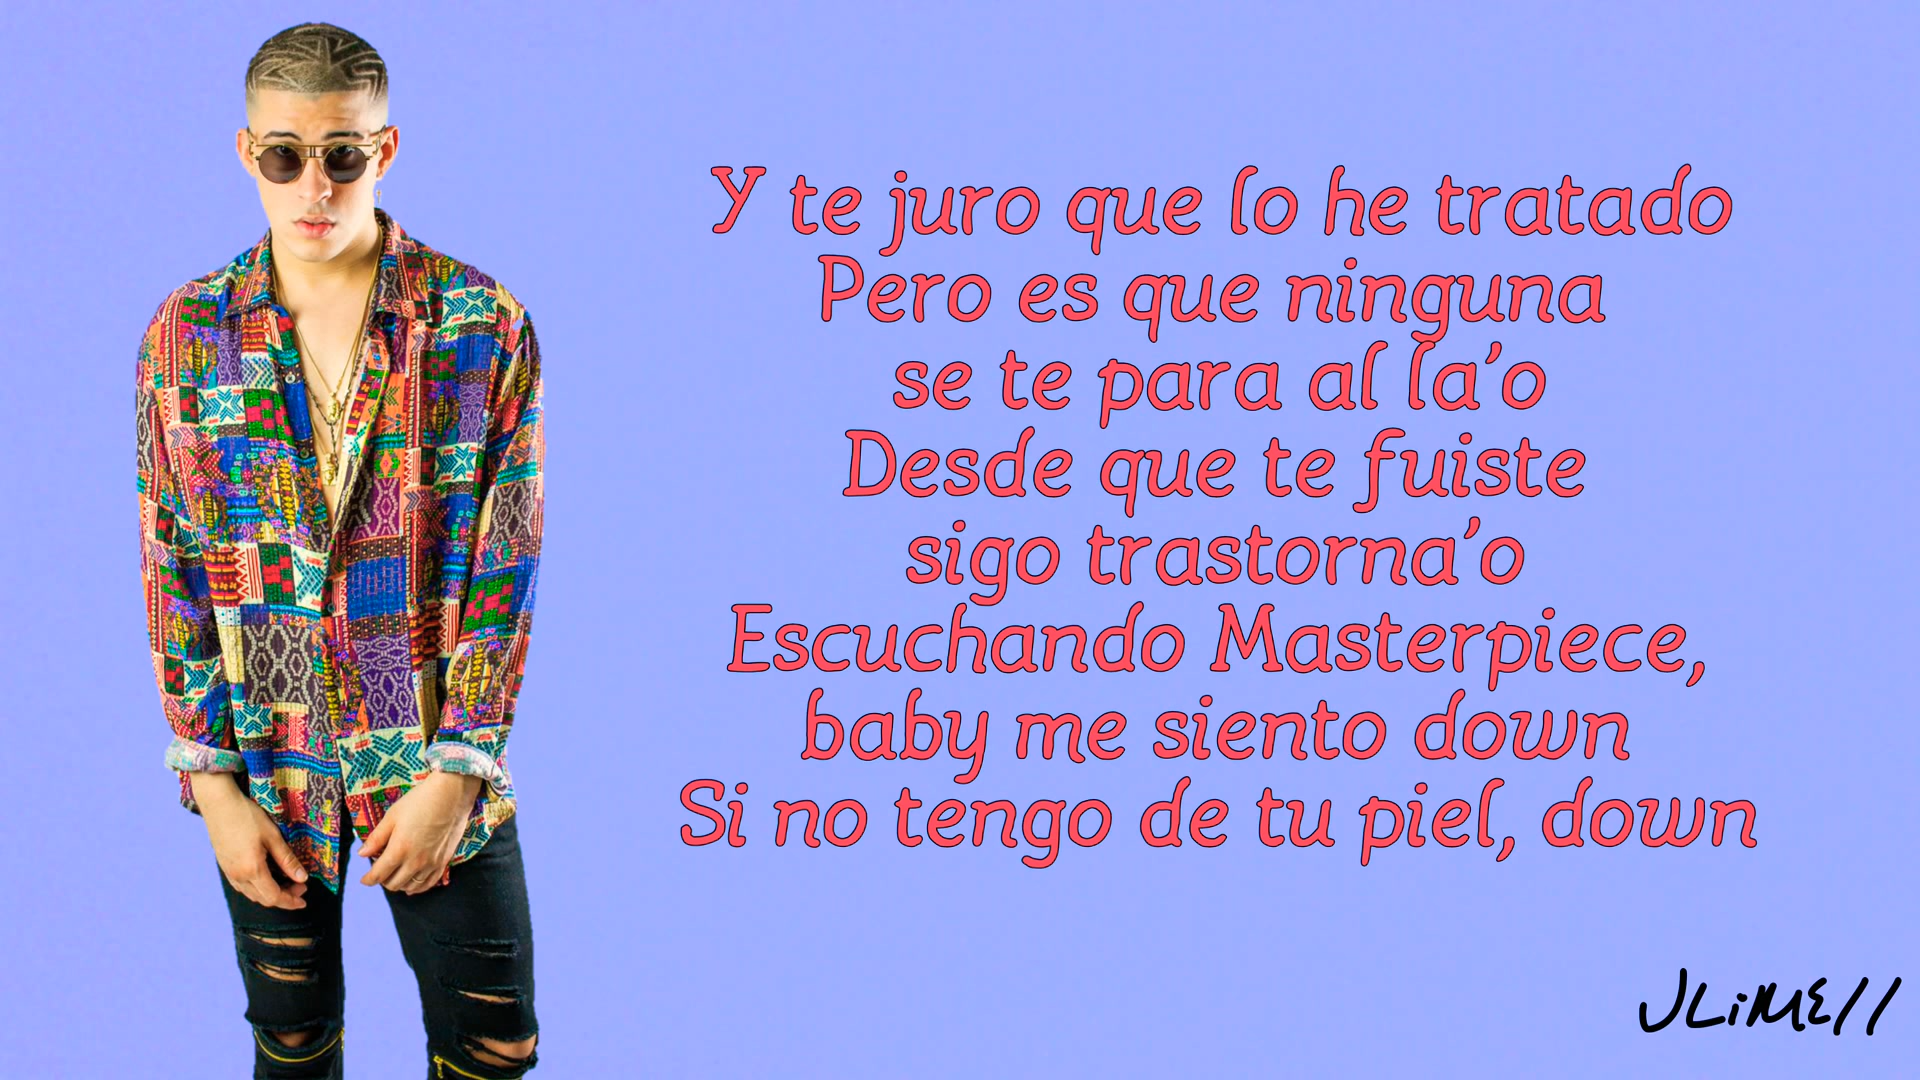 Y te juro que lo he tratado
Pero es que ninguna
se te para al la’o
Desde que te fuiste
sigo trastorna’o
Escuchando Masterpiece,
baby me siento down
Si no tengo de tu piel, down
JLiME//